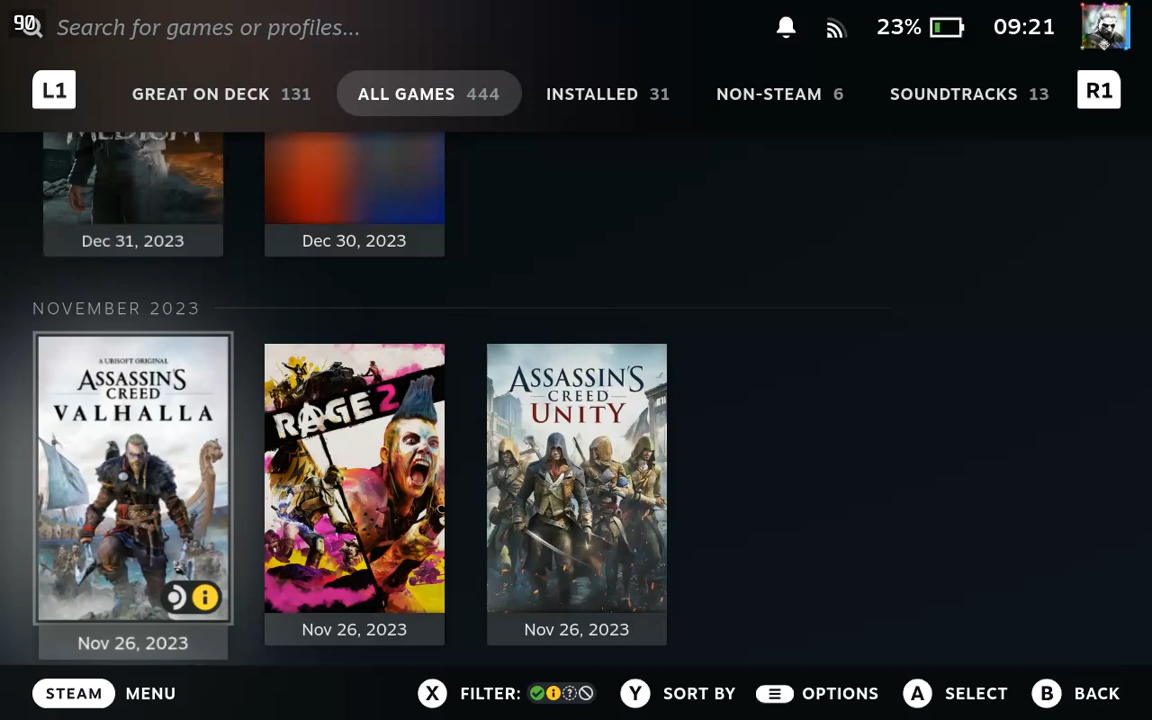 90
Search for games or profiles...
23%
09:21
L1
GREAT ON DECK 131
ALL GAMES 444
INSTALLED 31
NON-STEAM 6
SOUNDTRACKS 13
R1
MEDIUM
Dec 31, 2023
Dec 30, 2023
NOVEMBER 2023
A UBISOFT ORIGINAL
ASSASSIN'S
CREED
VALHALLA
Nov 26, 2023
RAGE 2
Nov 26, 2023
ASSASSIN'S
CREED
UNITY
Nov 26, 2023
STEAM MENU
X FILTER:
Y SORT BY
OPTIONS
A SELECT
B BACK